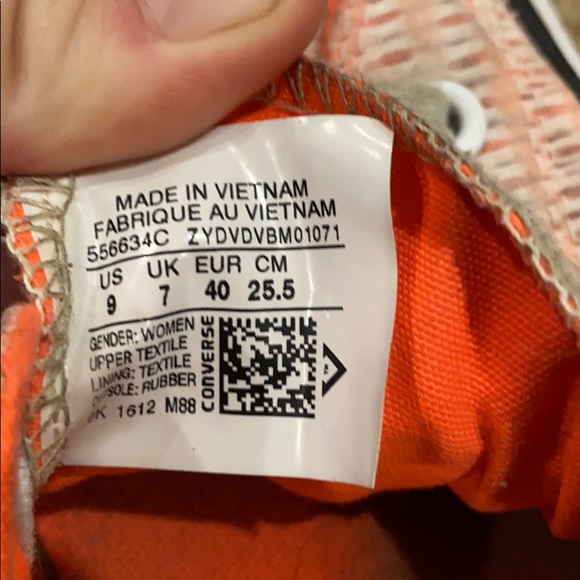 MADE IN VIETNAM
FABRIQUE AU VIETNAM
556634C ZYDVDVBM01071
US UK EUR CM
9 7 40 25.5
GENDER: WOMEN
UPPER TEXTILE
LINING: TEXTILE
OUTSOLE: RUBBER
1612 M88
CONVERSE
TM